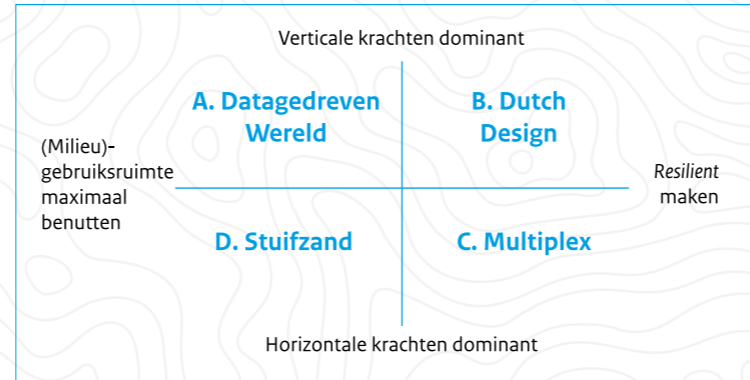 Verticale krachten dominant
A. Datagedreven
Wereld
B. Dutch
Design
(Milieu)-
gebruiksruimte
maximaal
benutten
Resilient
maken
D. Stuifzand
C. Multiplex
Horizontale krachten dominant